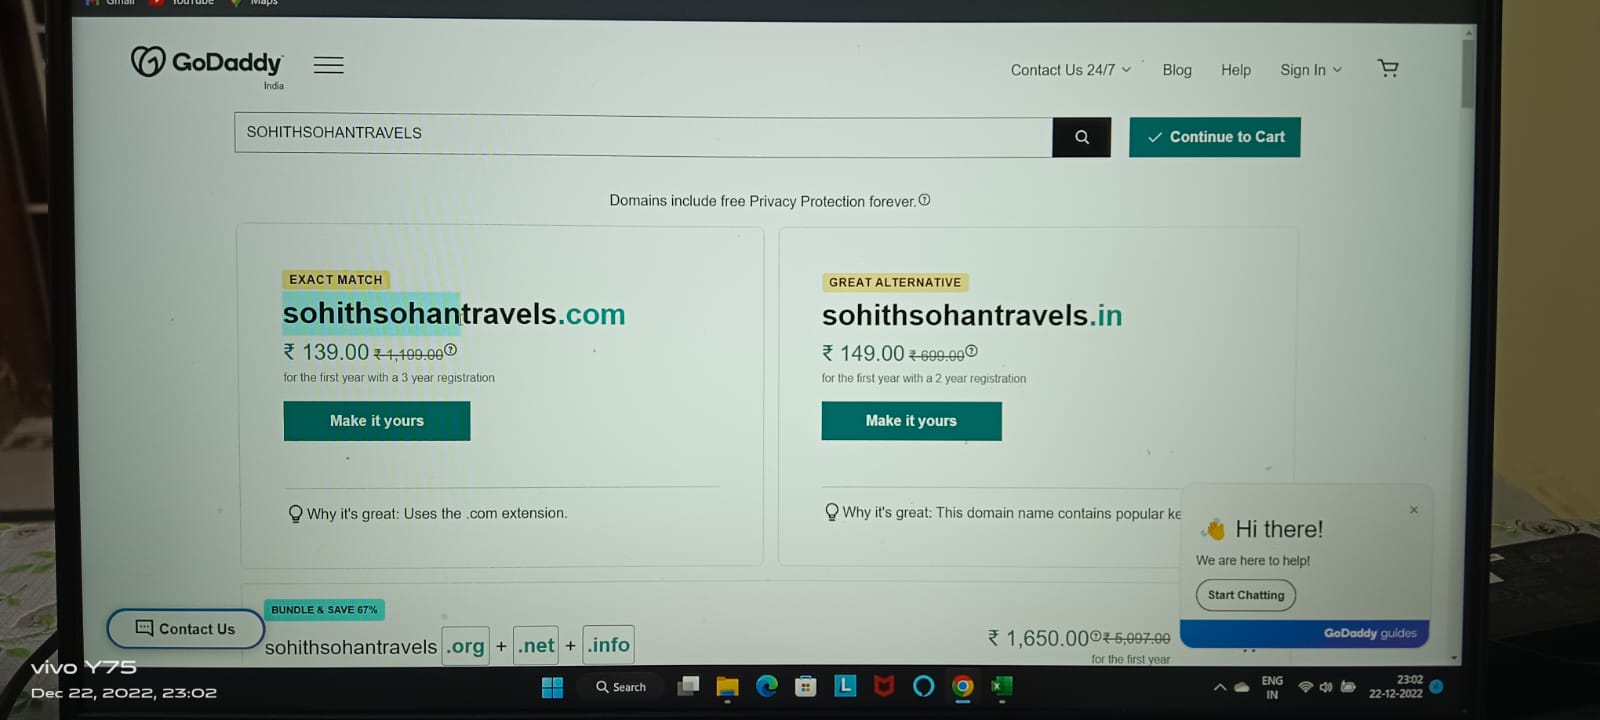 Gmail YouTube Maps
GoDaddy
India
Contact Us 24/7 Blog Help Sign In
SOHITHSOHANTRAVELS
Continue to Cart
Domains include free Privacy Protection forever.
EXACT MATCH
sohithsohantravels.com
₹ 139.00 ₹ 1,199.00
for the first year with a 3 year registration
Make it yours
Why it's great: Uses the .com extension.
GREAT ALTERNATIVE
sohithsohantravels.in
₹ 149.00 ₹ 699.00
for the first year with a 2 year registration
Make it yours
Why it's great: This domain name contains popular ke
Hi there!
We are here to help!
Start Chatting
GoDaddy guides
BUNDLE & SAVE 67%
sohithsohantravels .org + .net + .info
₹ 1,650.00 ₹ 5,097.00
for the first year
Contact Us
vivo Y75
Dec 22, 2022, 23:02
Search
ENG
IN
23:02
22-12-2022